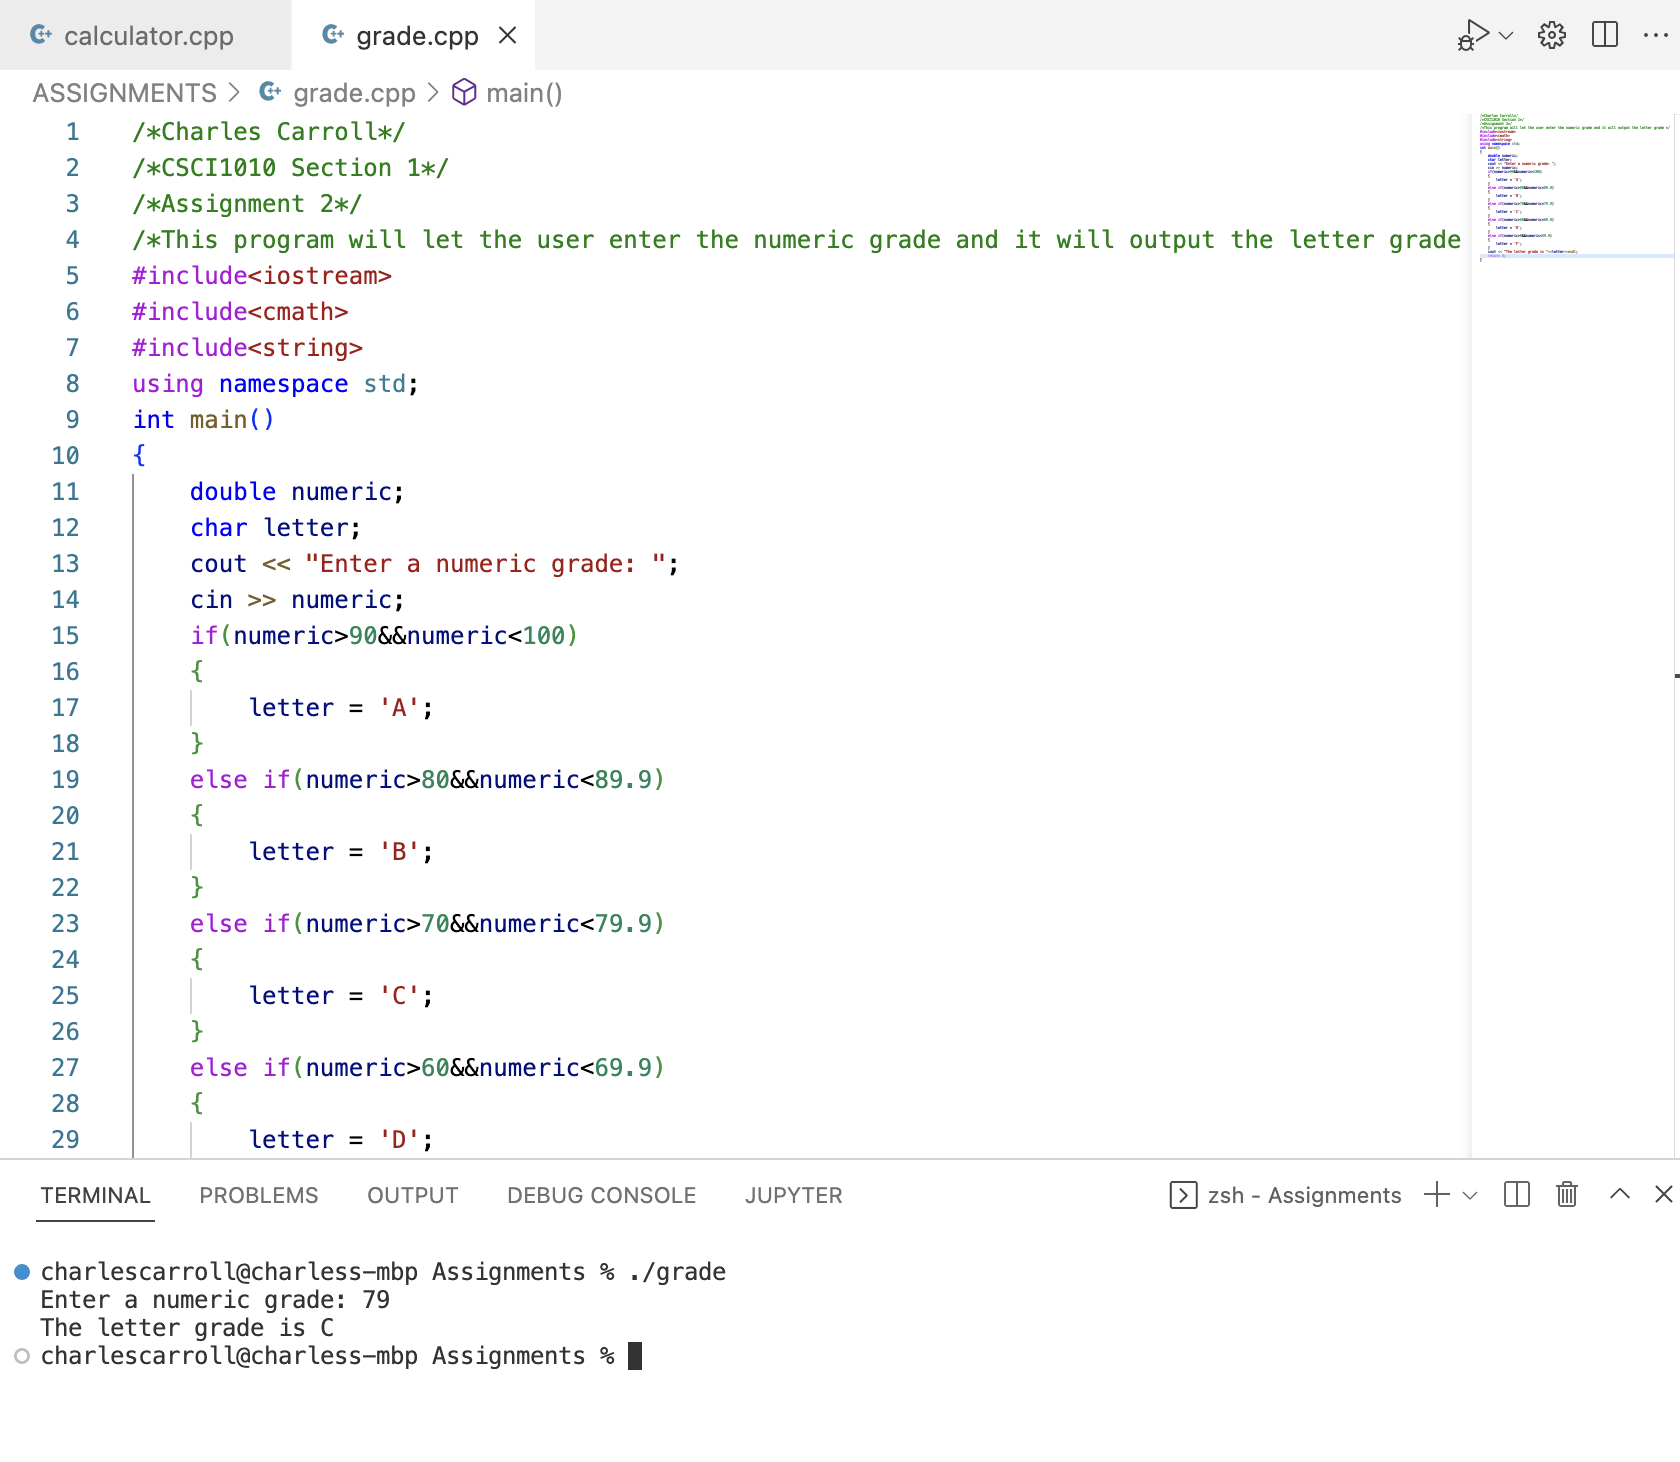 calculator.cpp grade.cpp
ASSIGNMENTS > grade.cpp > main()
1 /*Charles Carroll*/
2 /*CSCI1010 Section 1*/
3 /*Assignment 2*/
4 /*This program will let the user enter the numeric grade and it will output the letter grade
5 #include<iostream>
6 #include<cmath>
7 #include<string>
8 using namespace std;
9 int main()
10 {
11     double numeric;
12     char letter;
13     cout << "Enter a numeric grade: ";
14     cin >> numeric;
15     if(numeric>90&&numeric<100)
16     {
17         letter = 'A';
18     }
19     else if(numeric>80&&numeric<89.9)
20     {
21         letter = 'B';
22     }
23     else if(numeric>70&&numeric<79.9)
24     {
25         letter = 'C';
26     }
27     else if(numeric>60&&numeric<69.9)
28     {
29         letter = 'D';
TERMINAL PROBLEMS OUTPUT DEBUG CONSOLE JUPYTER zsh - Assignments
charlescarroll@charless-mbp Assignments % ./grade
Enter a numeric grade: 79
The letter grade is C
charlescarroll@charless-mbp Assignments %